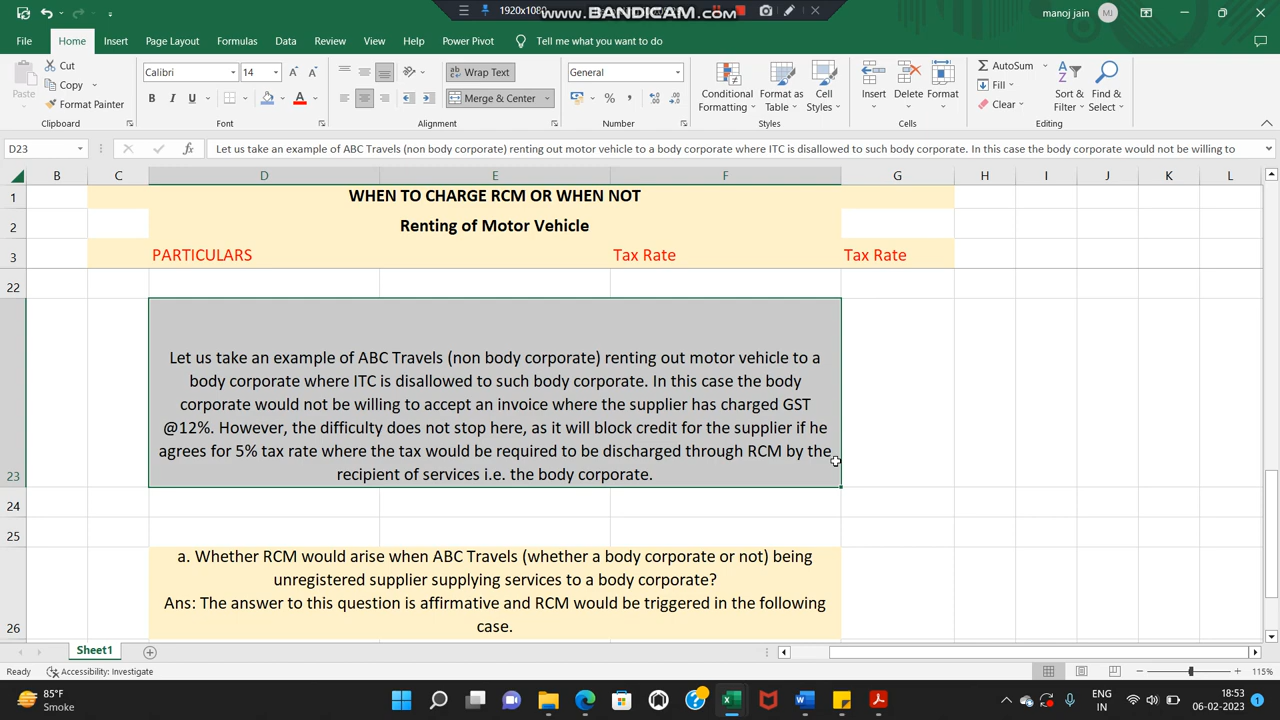 1920x1080
www.BANDICAM.com
manoj jain
MJ
File
Home
Insert
Page Layout
Formulas
Data
Review
View
Help
Power Pivot
Tell me what you want to do
Paste
Cut
Copy
Format Painter
Clipboard
Calibri
14
B I U
Font
Wrap Text
Merge & Center
Alignment
General
Number
Conditional Formatting
Format as Table
Cell Styles
Styles
Insert
Delete
Format
Cells
AutoSum
Fill
Clear
Sort & Filter
Find & Select
Editing
D23
fx
Let us take an example of ABC Travels (non body corporate) renting out motor vehicle to a body corporate where ITC is disallowed to such body corporate. In this case the body corporate would not be willing to
B C D E F G H I J K L
1
WHEN TO CHARGE RCM OR WHEN NOT
2
Renting of Motor Vehicle
3
PARTICULARS
Tax Rate
Tax Rate
22
Let us take an example of ABC Travels (non body corporate) renting out motor vehicle to a
body corporate where ITC is disallowed to such body corporate. In this case the body
corporate would not be willing to accept an invoice where the supplier has charged GST
@12%. However, the difficulty does not stop here, as it will block credit for the supplier if he
agrees for 5% tax rate where the tax would be required to be discharged through RCM by the
recipient of services i.e. the body corporate.
23
24
25
a. Whether RCM would arise when ABC Travels (whether a body corporate or not) being
unregistered supplier supplying services to a body corporate?
Ans: The answer to this question is affirmative and RCM would be triggered in the following
case.
26
Sheet1
Ready
Accessibility: Investigate
115%
85°F
Smoke
ENG
IN
18:53
06-02-2023
1